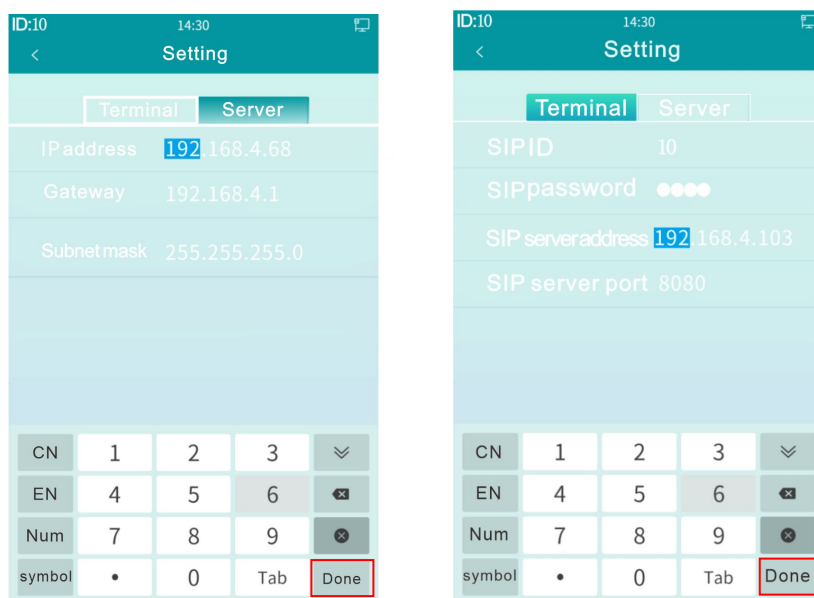 ID:10 14:30
Setting
Terminal Server
IPaddress 192.168.4.68
Gateway 192.168.4.1
Subnet mask 255.255.255.0
CN 1 2 3
EN 4 5 6
Num 7 8 9
symbol • 0 Tab Done
ID:10 14:30
Setting
Terminal Server
SIPID 10
SIPpassword ●●●●
SIP serveraddress 192.168.4.103
SIP server port 8080
CN 1 2 3
EN 4 5 6
Num 7 8 9
symbol • 0 Tab Done